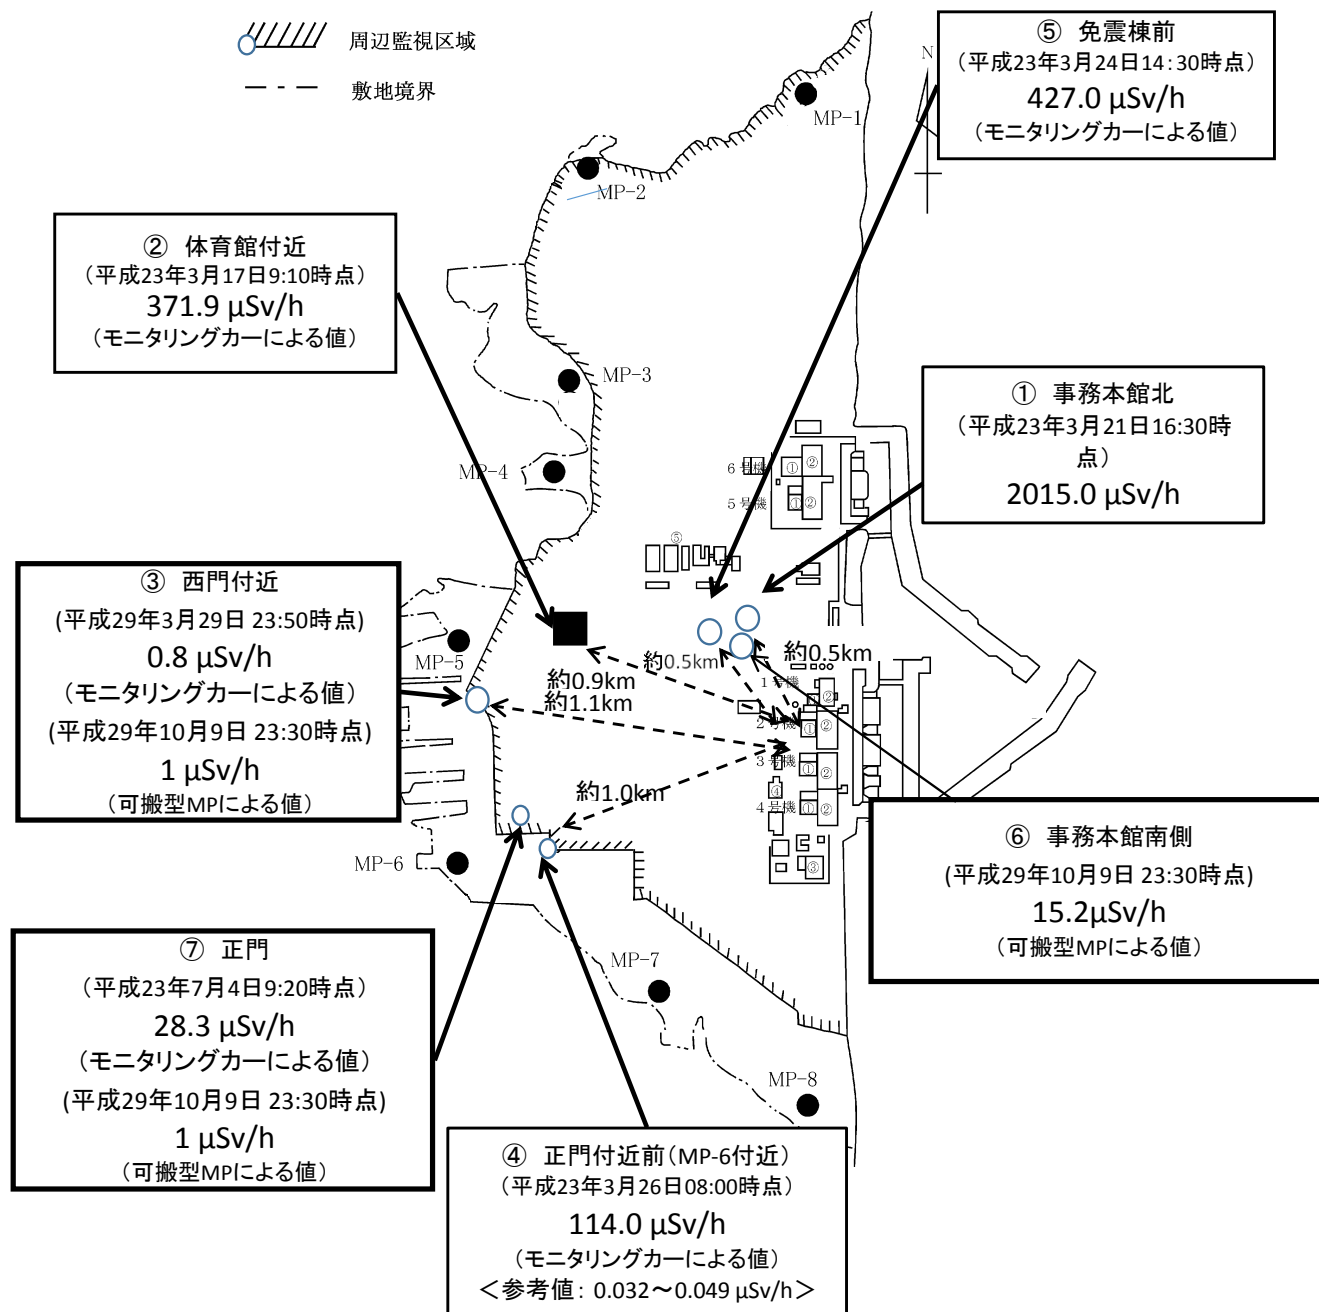 周辺監視区域
敷地境界
⑤ 免震棟前
(平成23年3月24日14:30時点)
427.0 μSv/h
(モニタリングカーによる値)
N
MP-1
MP-2
② 体育館付近
(平成23年3月17日9:10時点)
371.9 μSv/h
(モニタリングカーによる値)
MP-3
① 事務本館北
(平成23年3月21日16:30時
点)
2015.0 μSv/h
MP-4
6号機
①
②
5号機
①
②
⑤
③ 西門付近
(平成29年3月29日 23:50時点)
0.8 μSv/h
(モニタリングカーによる値)
(平成29年10月9日 23:30時点)
1 μSv/h
(可搬型MPによる値)
MP-5
約0.5km
約0.5km
約0.9km
約1.1km
1号機
②
2号機
①
②
3号機
①
②
約1.0km
④
4号機
①
②
③
MP-6
⑥ 事務本館南側
(平成29年10月9日 23:30時点)
15.2μSv/h
(可搬型MPによる値)
⑦ 正門
(平成23年7月4日9:20時点)
28.3 μSv/h
(モニタリングカーによる値)
(平成29年10月9日 23:30時点)
1 μSv/h
(可搬型MPによる値)
MP-7
MP-8
④ 正門付近前(MP-6付近)
(平成23年3月26日08:00時点)
114.0 μSv/h
(モニタリングカーによる値)
＜参考値: 0.032～0.049 μSv/h＞